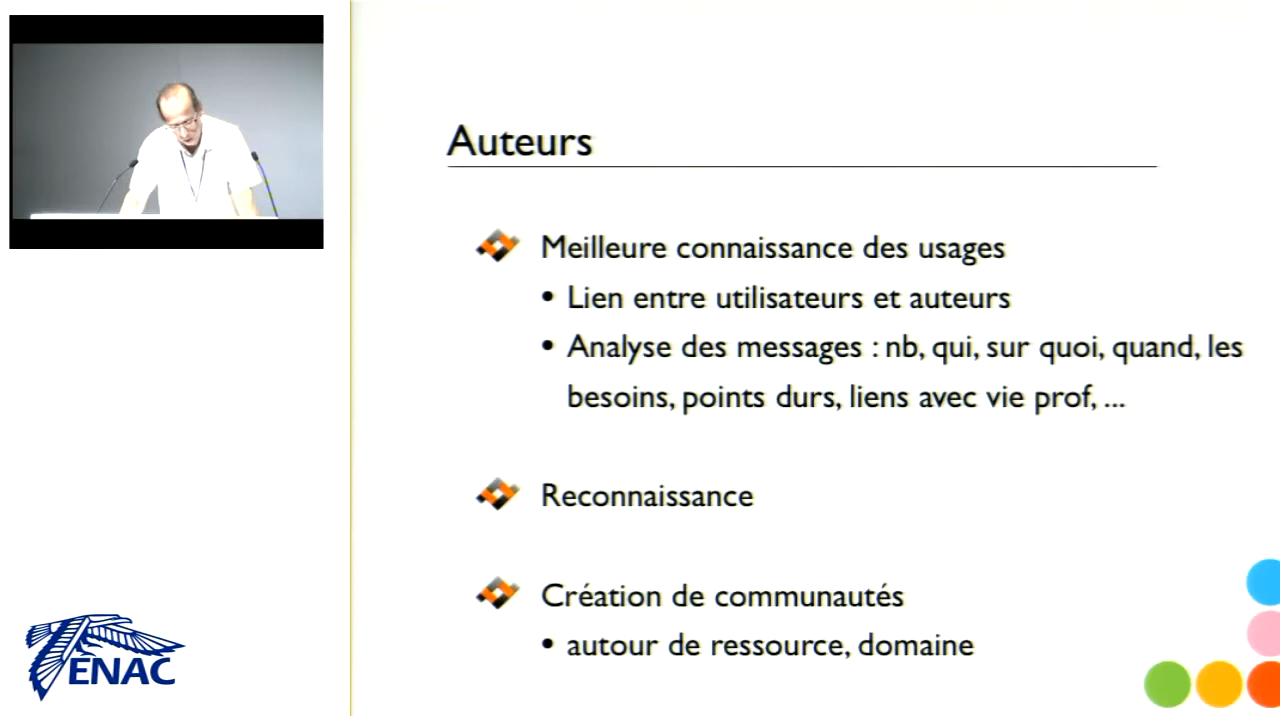 Auteurs
Meilleure connaissance des usages
• Lien entre utilisateurs et auteurs
• Analyse des messages : nb, qui, sur quoi, quand, les
besoins, points durs, liens avec vie prof, ...
Reconnaissance
Création de communautés
• autour de ressource, domaine
ENAC